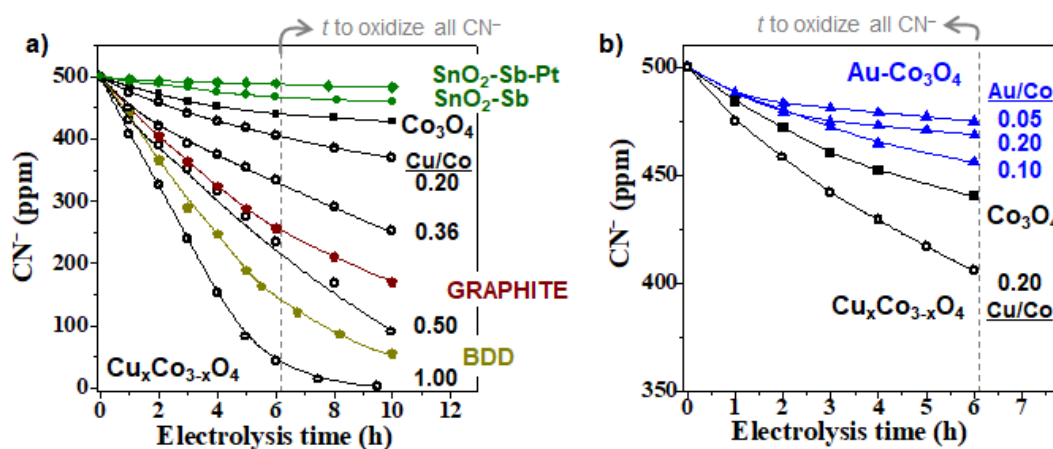 a)
t to oxidize all CN⁻
CN⁻ (ppm)
500
400
300
200
100
0
0 2 4 6 8 10 12
Electrolysis time (h)
SnO₂-Sb-Pt
SnO₂-Sb
Co₃O₄
Cu/Co
0.20
0.36
GRAPHITE
0.50
BDD
1.00
CuₓCo₃₋ₓO₄
b)
t to oxidize all CN⁻
CN⁻ (ppm)
500
450
400
350
0 1 2 3 4 5 6 7
Electrolysis time (h)
Au-Co₃O₄
Au/Co
0.05
0.20
0.10
Co₃O₄
0.20
CuₓCo₃₋ₓO₄
Cu/Co